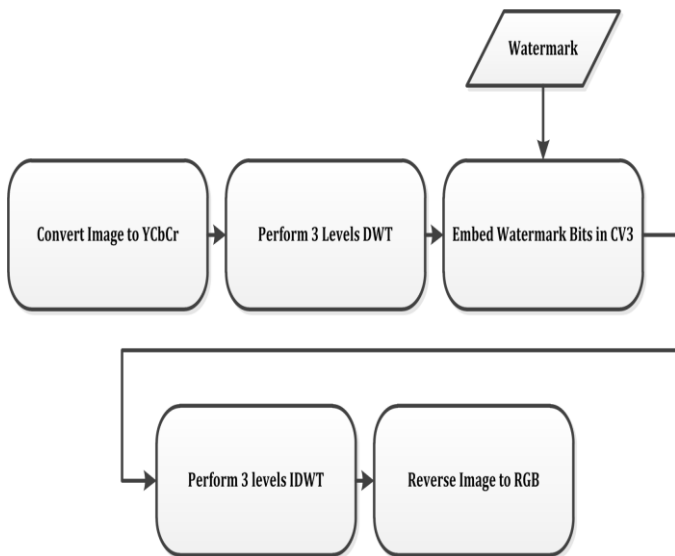 Watermark
Convert Image to YCbCr
Perform 3 Levels DWT
Embed Watermark Bits in CV3
Perform 3 levels IDWT
Reverse Image to RGB